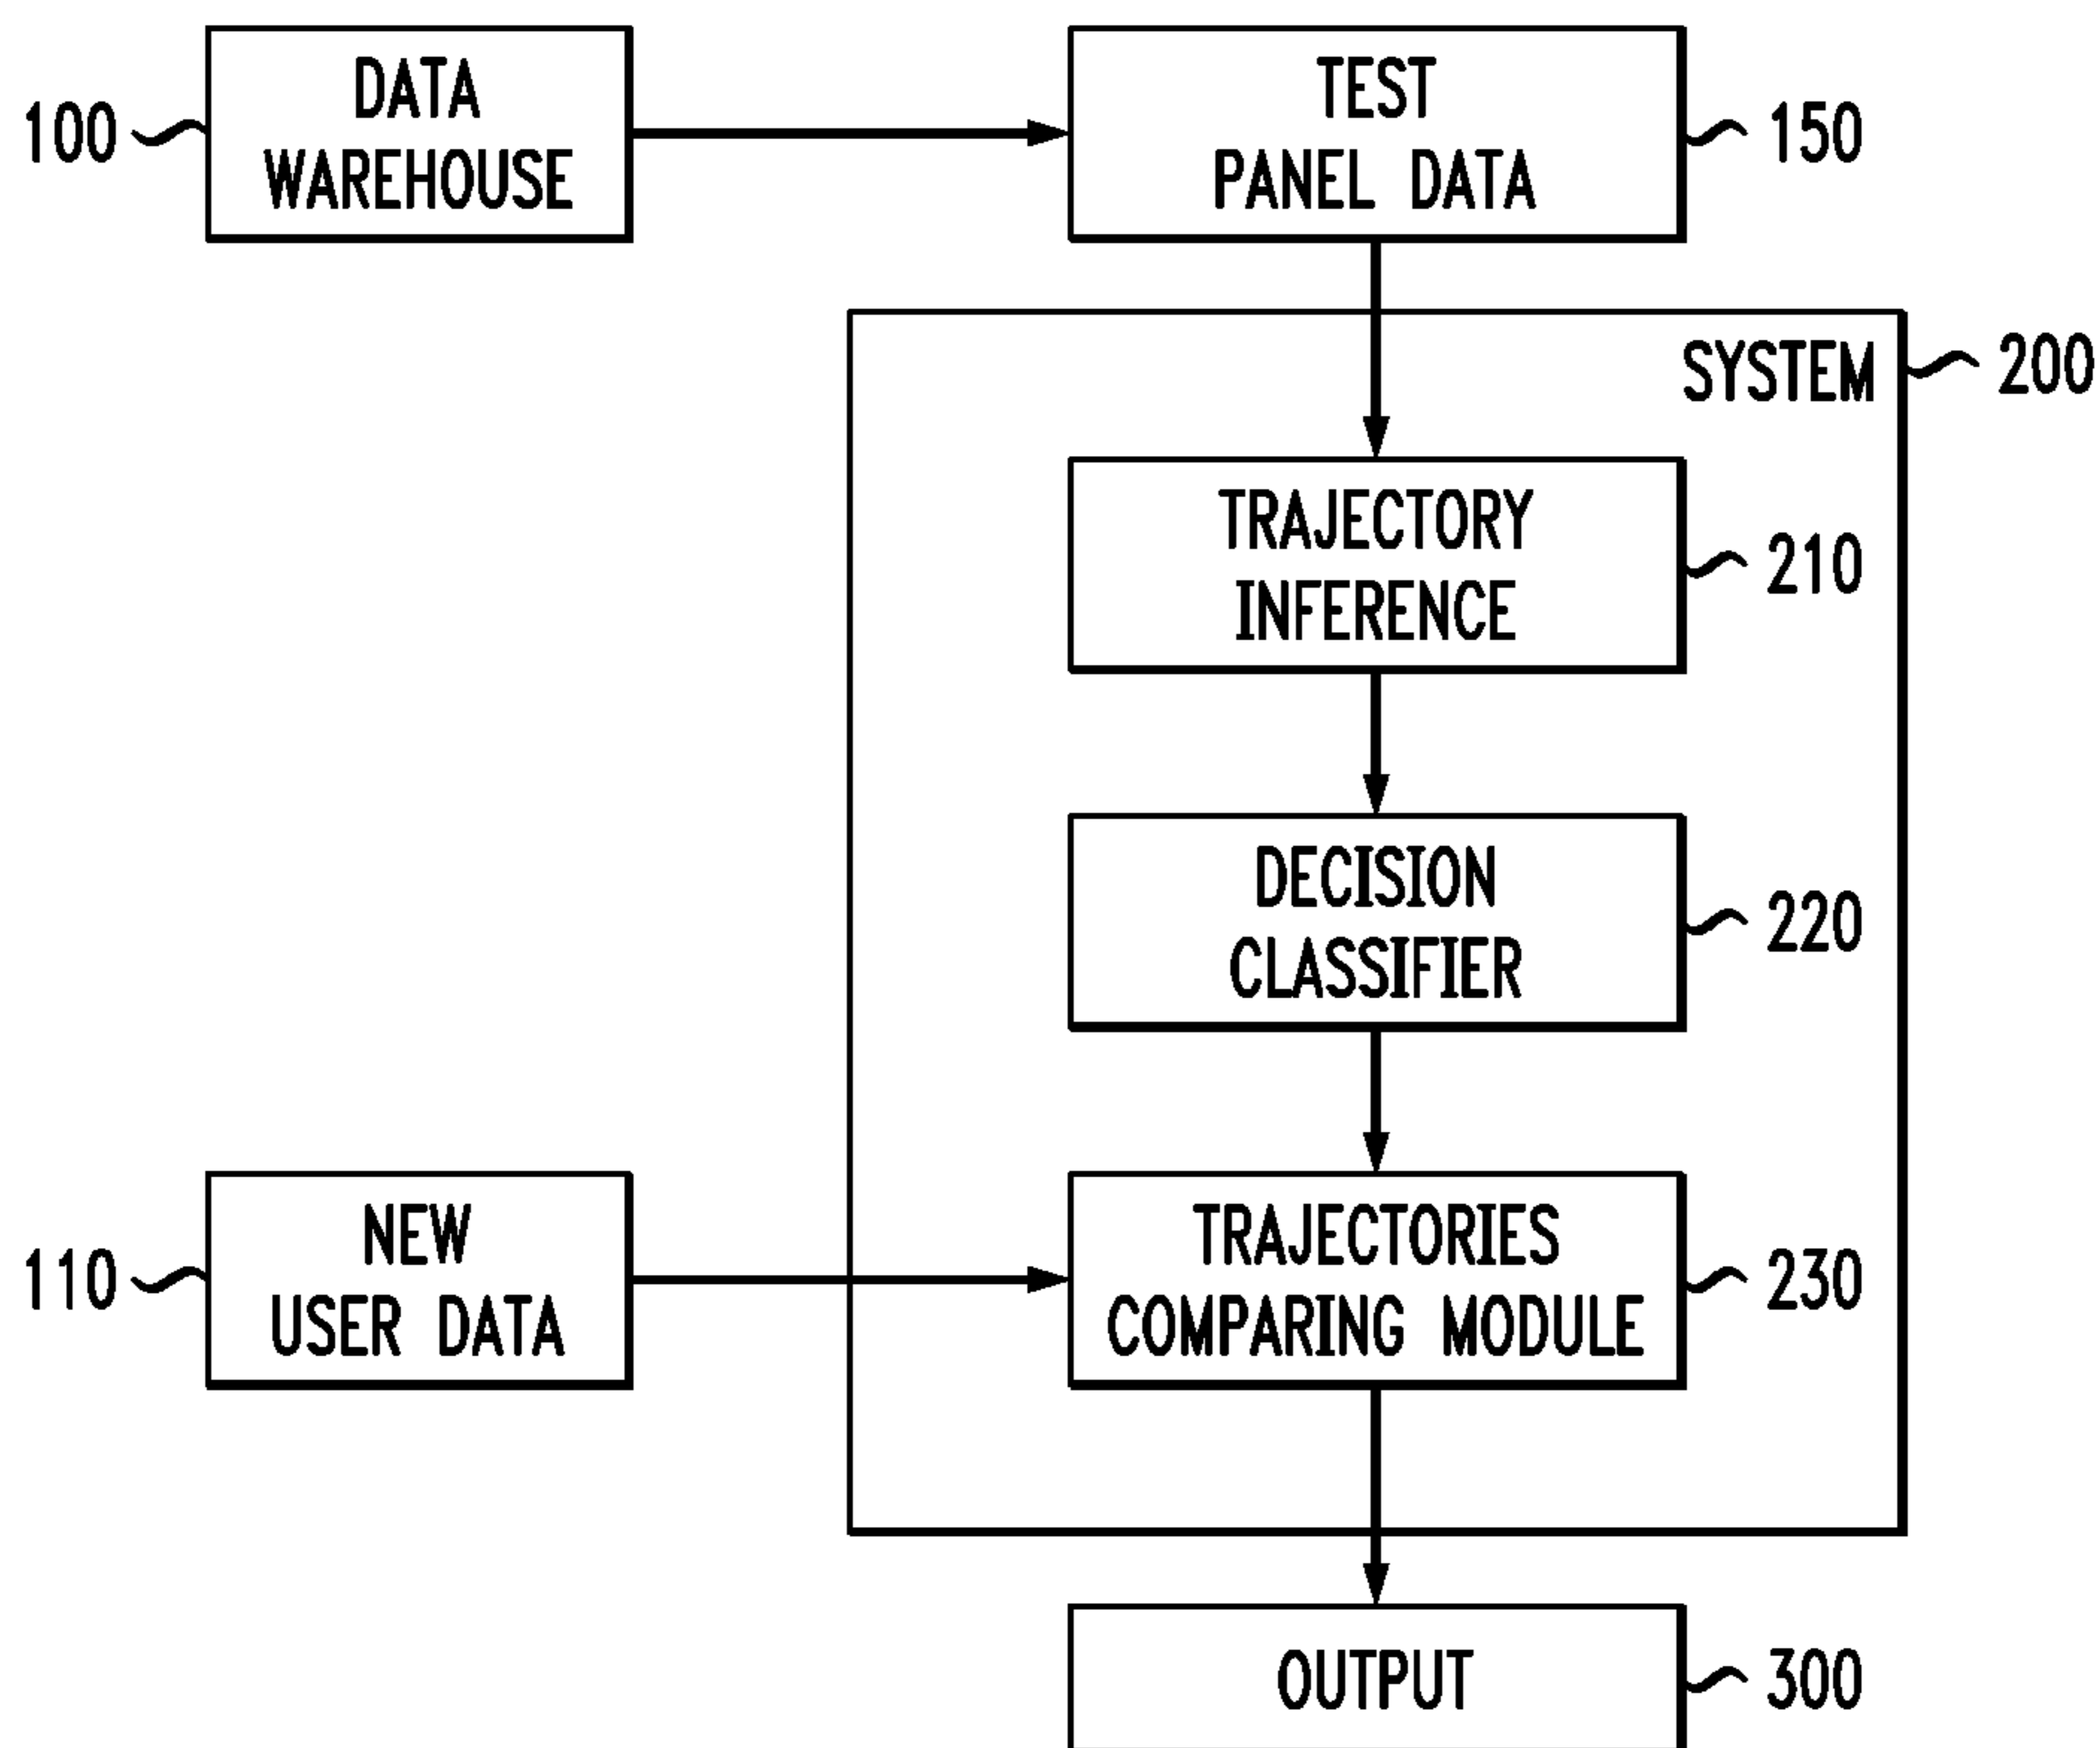 100
DATA
WAREHOUSE
TEST
PANEL DATA
150
SYSTEM
200
TRAJECTORY
INFERENCE
210
DECISION
CLASSIFIER
220
110
NEW
USER DATA
TRAJECTORIES
COMPARING MODULE
230
OUTPUT
300